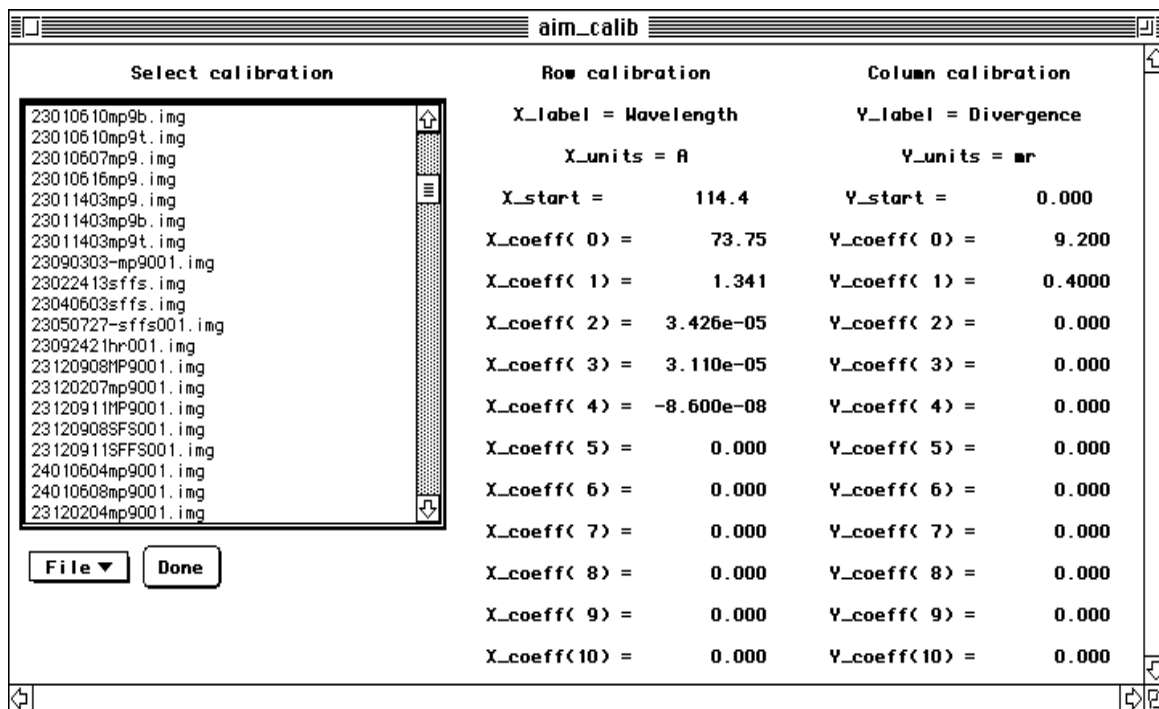 aim_calib
Select calibration
23010610mp9b.img
23010610mp9t.img
23010607mp9.img
23010616mp9.img
23011403mp9.img
23011403mp9b.img
23011403mp9t.img
23090303-mp9001.img
23022413sffs.img
23040603sffs.img
23050727-sffs001.img
23092421hr001.img
23120908MP9001.img
23120207mp9001.img
23120911MP9001.img
23120908SFS001.img
23120911SFFS001.img
24010604mp9001.img
24010608mp9001.img
23120204mp9001.img
File ▼
Done
Row calibration
X_label = Wavelength
X_units = A
X_start = 114.4
X_coeff( 0) = 73.75
X_coeff( 1) = 1.341
X_coeff( 2) = 3.426e-05
X_coeff( 3) = 3.110e-05
X_coeff( 4) = -8.600e-08
X_coeff( 5) = 0.000
X_coeff( 6) = 0.000
X_coeff( 7) = 0.000
X_coeff( 8) = 0.000
X_coeff( 9) = 0.000
X_coeff(10) = 0.000
Column calibration
Y_label = Divergence
Y_units = mr
Y_start = 0.000
Y_coeff( 0) = 9.200
Y_coeff( 1) = 0.4000
Y_coeff( 2) = 0.000
Y_coeff( 3) = 0.000
Y_coeff( 4) = 0.000
Y_coeff( 5) = 0.000
Y_coeff( 6) = 0.000
Y_coeff( 7) = 0.000
Y_coeff( 8) = 0.000
Y_coeff( 9) = 0.000
Y_coeff(10) = 0.000